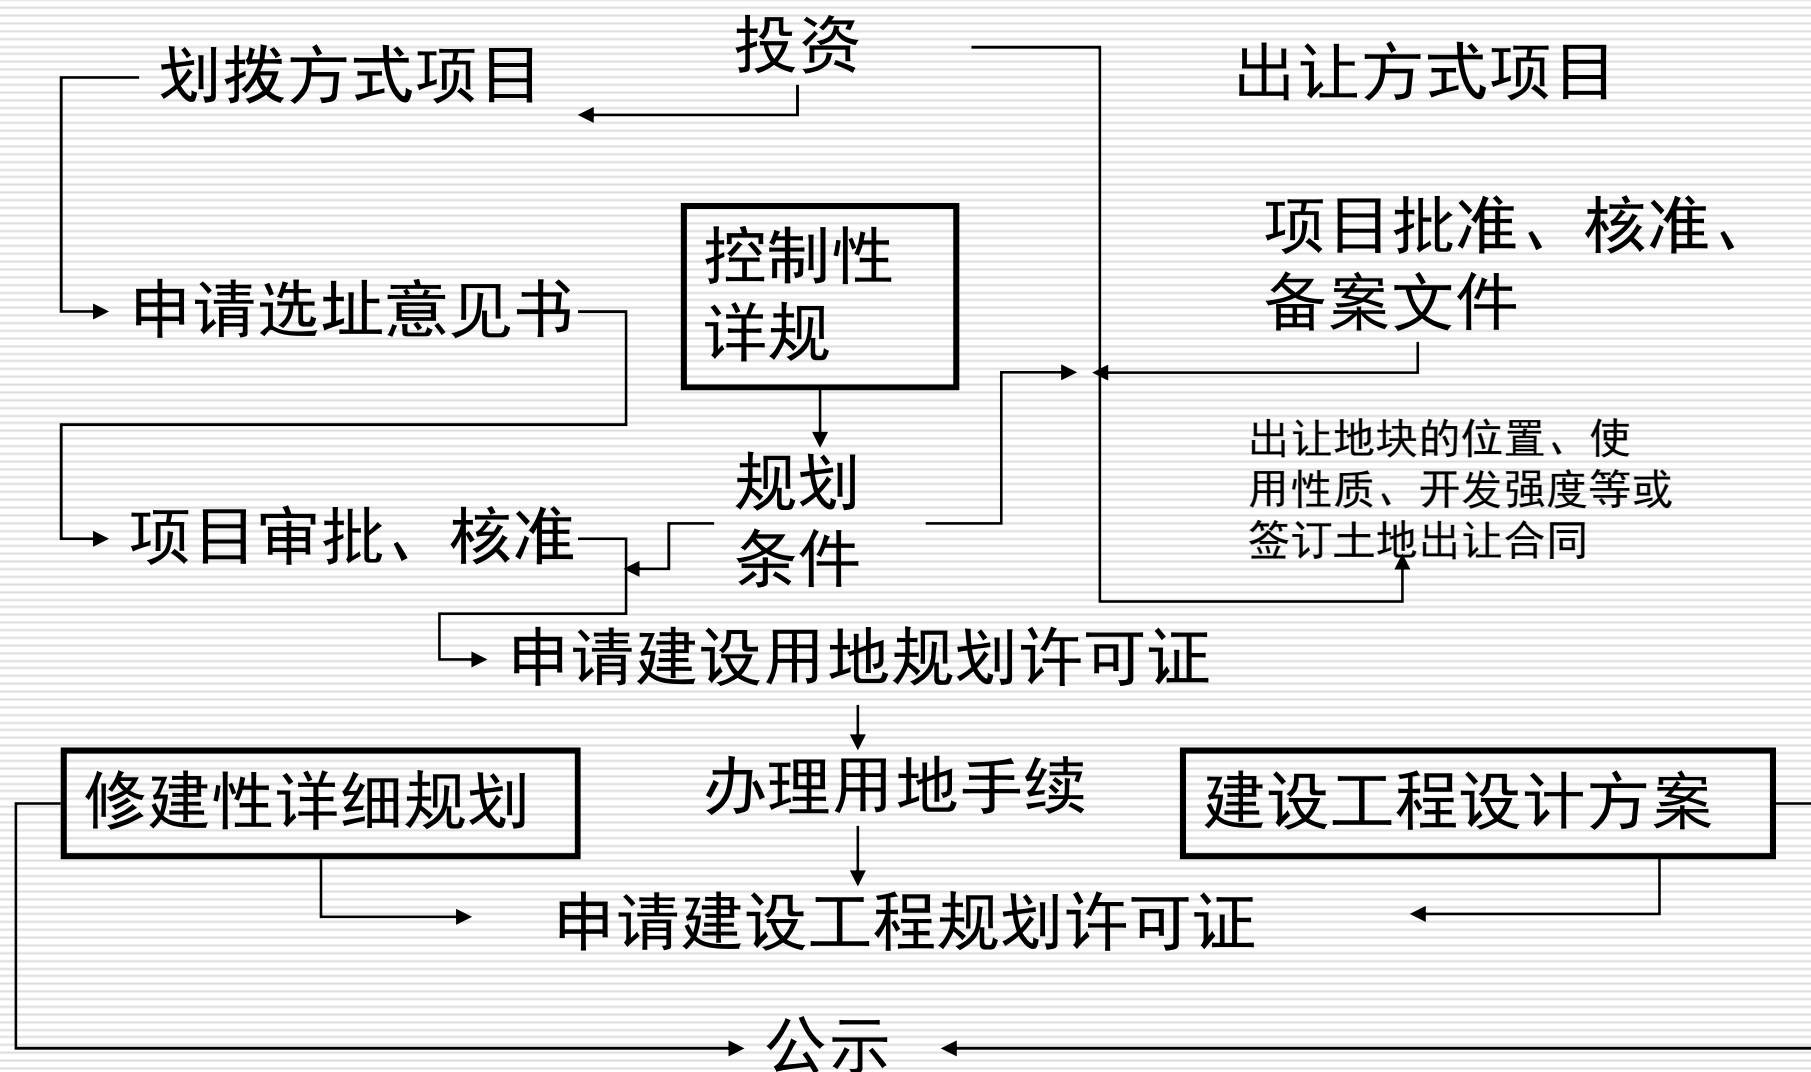 投资
划拨方式项目
出让方式项目
项目批准、核准、
备案文件
控制性
详规
申请选址意见书
出让地块的位置、使
用性质、开发强度等或
签订土地出让合同
规划
条件
项目审批、核准
申请建设用地规划许可证
修建性详细规划
办理用地手续
建设工程设计方案
申请建设工程规划许可证
公示